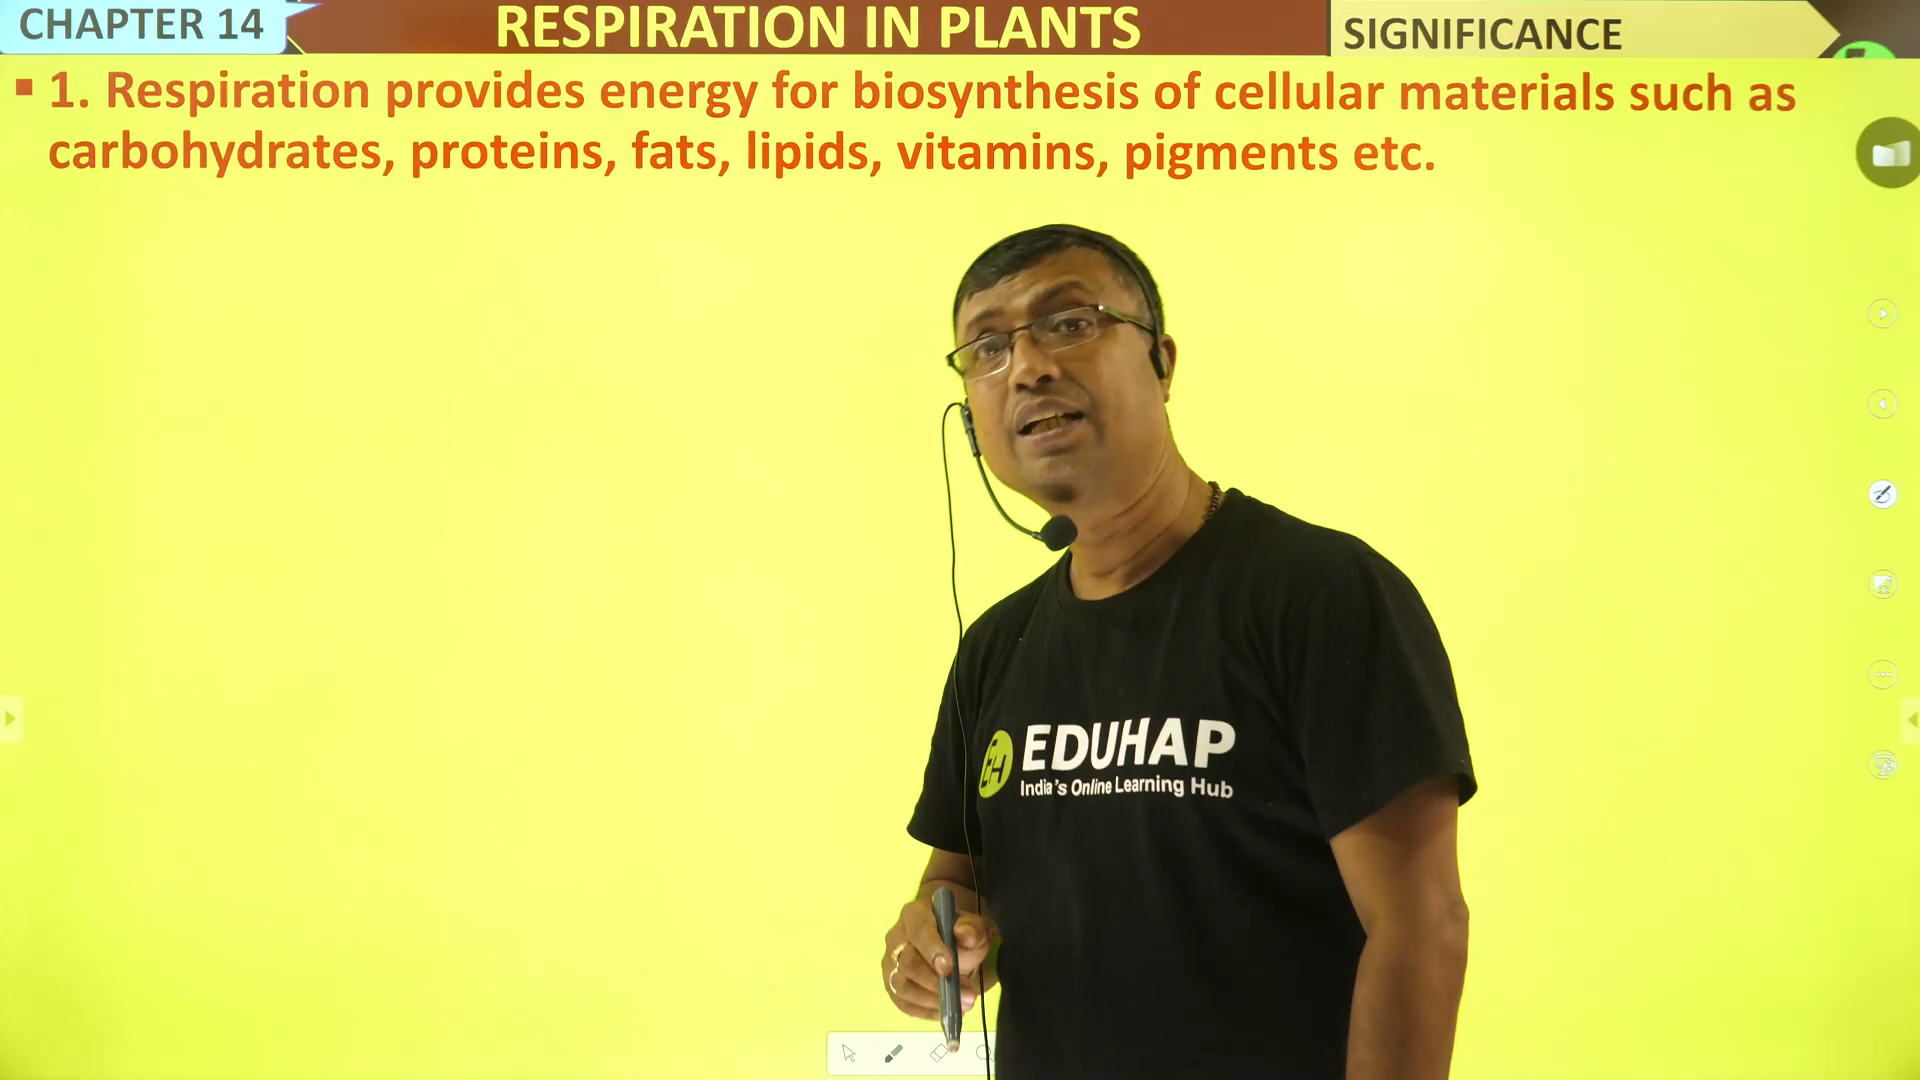 CHAPTER 14
RESPIRATION IN PLANTS
SIGNIFICANCE
▪ 1. Respiration provides energy for biosynthesis of cellular materials such as
carbohydrates, proteins, fats, lipids, vitamins, pigments etc.
EH EDUHAP
India's Online Learning Hub